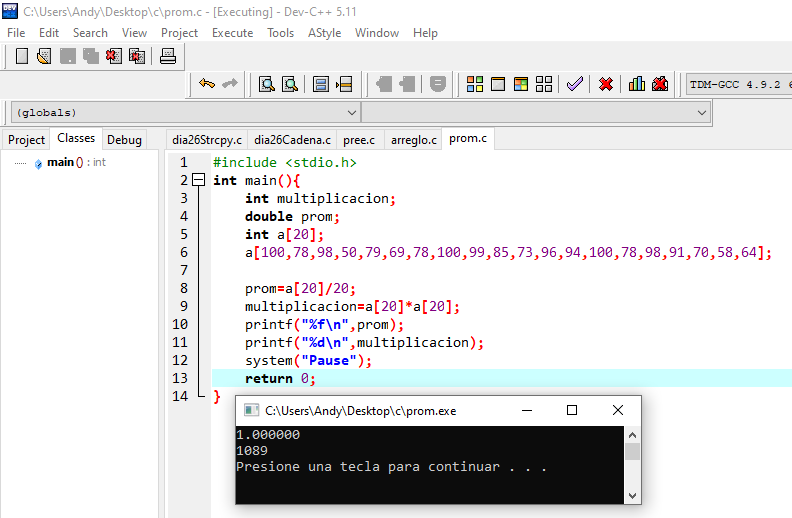 C:\Users\Andy\Desktop\c\prom.c - [Executing] - Dev-C++ 5.11
File Edit Search View Project Execute Tools AStyle Window Help
TDM-GCC 4.9.2 6
(globals)
Project Classes Debug
dia26Strcpy.c dia26Cadena.c pree.c arreglo.c prom.c
main () : int
1 #include <stdio.h>
2 int main(){
3 int multiplicacion;
4 double prom;
5 int a[20];
6 a[100,78,98,50,79,69,78,100,99,85,73,96,94,100,78,98,91,70,58,64];
7
8 prom=a[20]/20;
9 multiplicacion=a[20]*a[20];
10 printf("%f\n",prom);
11 printf("%d\n",multiplicacion);
12 system("Pause");
13 return 0;
14 }
C:\Users\Andy\Desktop\c\prom.exe
1.000000
1089
Presione una tecla para continuar . . .